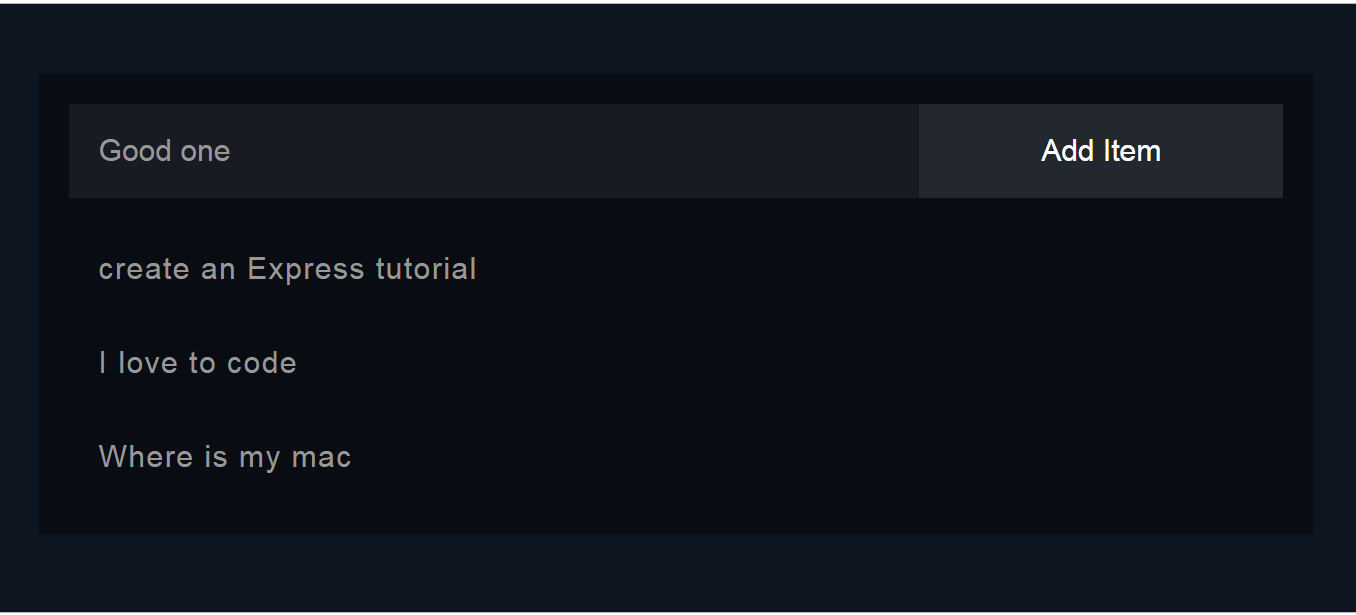 Good one
Add Item
create an Express tutorial
I love to code
Where is my mac